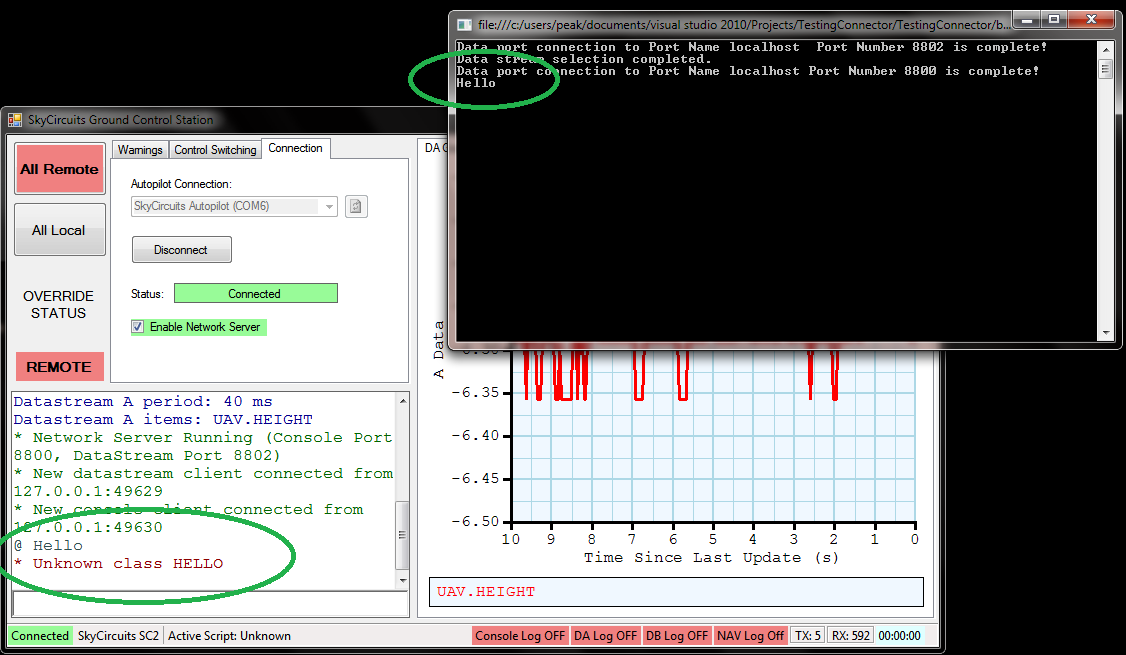 file:///c:/users/peak/documents/visual studio 2010/Projects/TestingConnector/TestingConnector/b...
Data port connection to Port Name localhost  Port Number 8802 is complete!
Data stream selection completed.
Data port connection to Port Name localhost Port Number 8800 is complete!
Hello
SkyCircuits Ground Control Station
All Remote
All Local
OVERRIDE
STATUS
REMOTE
Warnings
Control Switching
Connection
Autopilot Connection:
SkyCircuits Autopilot (COM6)
Disconnect
Status:
Connected
Enable Network Server
Datastream A period: 40 ms
Datastream A items: UAV.HEIGHT
* Network Server Running (Console Port
8800, DataStream Port 8802)
* New datastream client connected from
127.0.0.1:49629
* New console client connected from
127.0.0.1:49630
@ Hello
* Unknown class HELLO
A Data
-6.35
-6.40
-6.45
-6.50
10 9 8 7 6 5 4 3 2 1 0
Time Since Last Update (s)
UAV.HEIGHT
Connected SkyCircuits SC2 Active Script: Unknown Console Log OFF DA Log OFF DB Log OFF NAV Log Off TX: 5 RX: 592 00:00:00